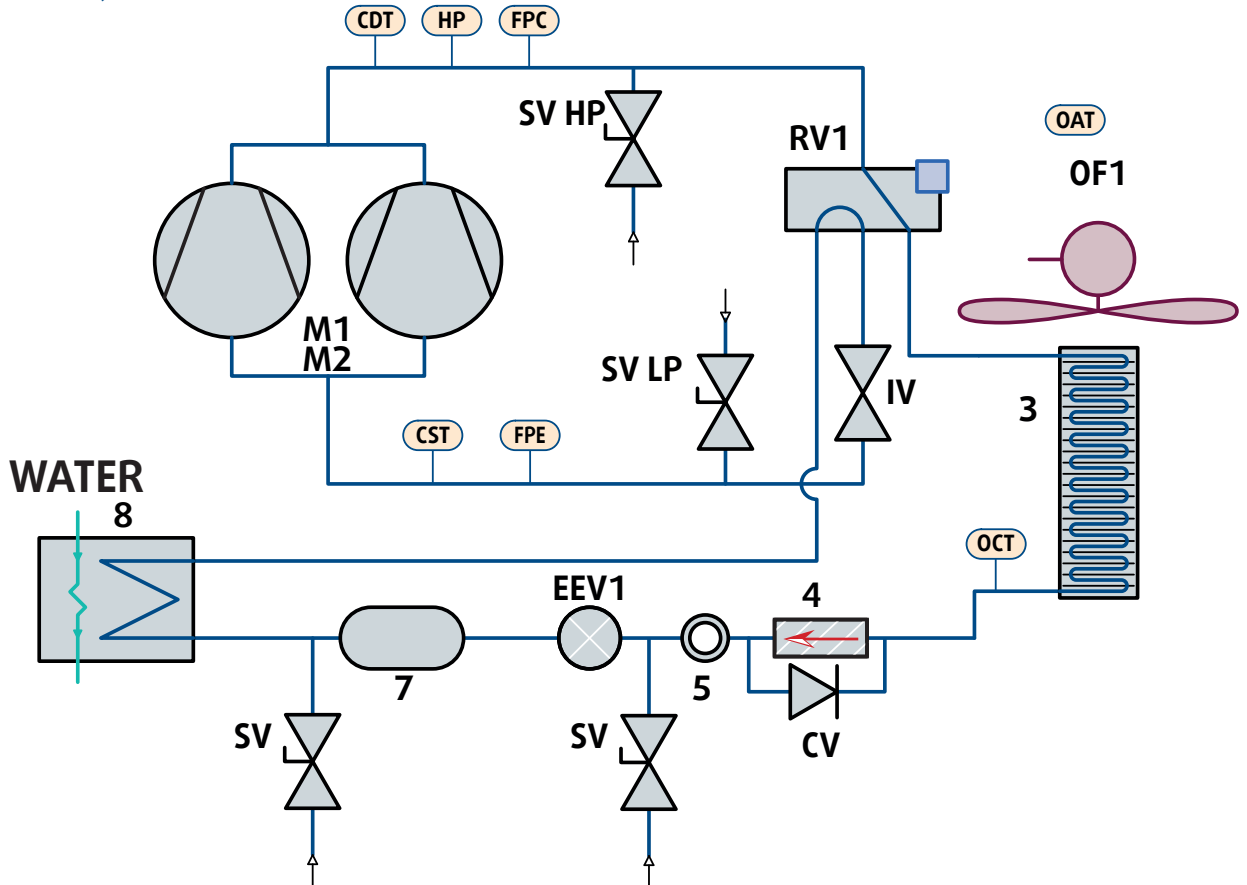 CDT
HP
FPC
SV HP
RV1
OAT
OF1
M1
M2
SV LP
IV
3
CST
FPE
WATER
8
OCT
EEV1
4
7
5
SV
SV
CV